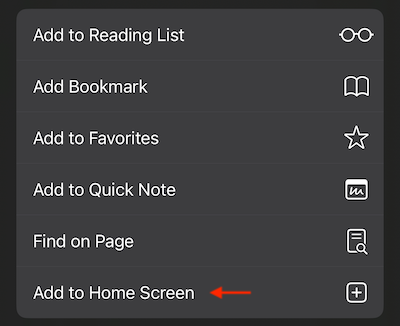 Add to Reading List
Add Bookmark
Add to Favorites
Add to Quick Note
Find on Page
Add to Home Screen